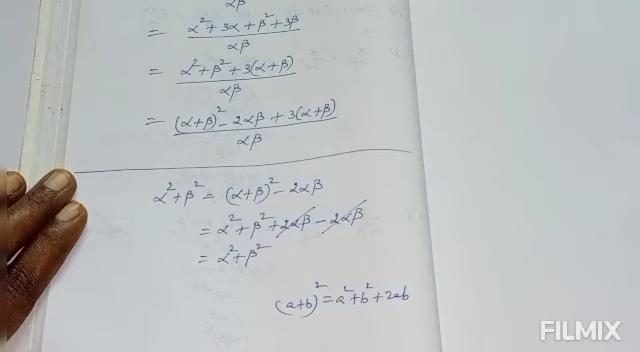 αβ
= α² + 3α + β² + 3β / αβ
= α² + β² + 3(α+β) / αβ
= (α+β)² - 2αβ + 3(α+β) / αβ
α² + β² = (α+β)² - 2αβ
= α² + β² + 2αβ - 2αβ
= α² + β²
(a+b)² = a² + b² + 2ab
FILMIX